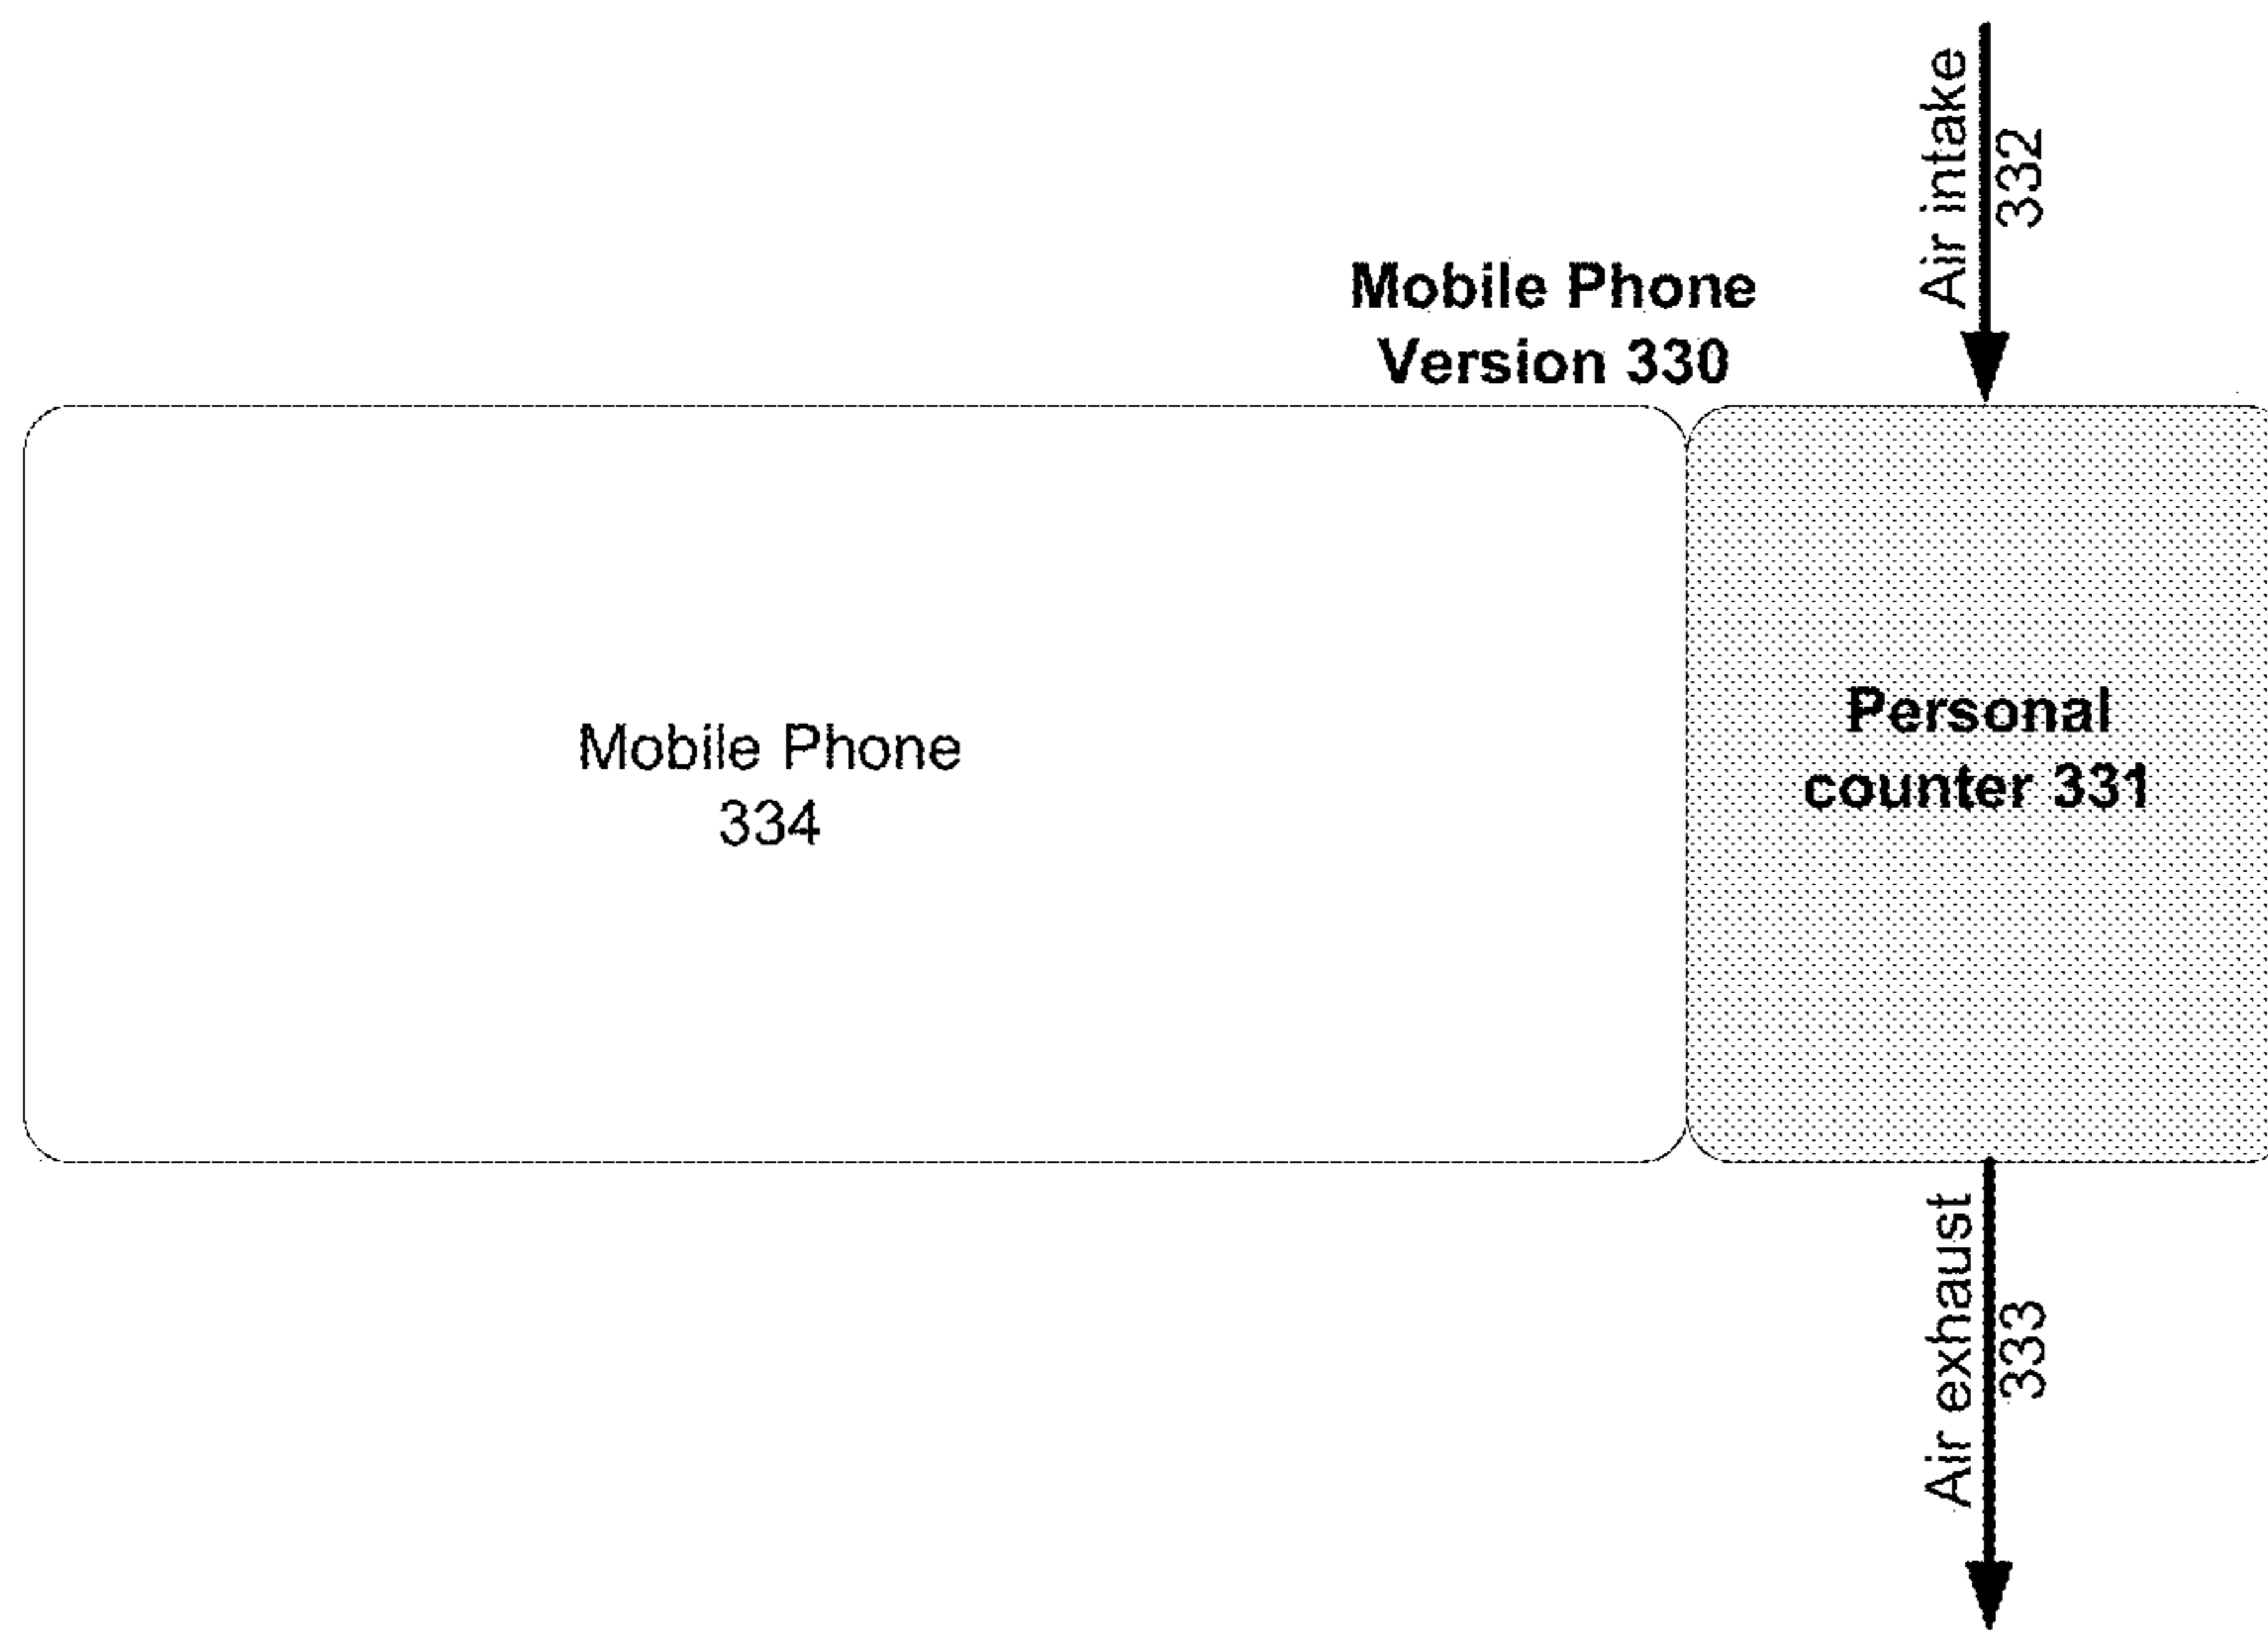 Air intake
332
Mobile Phone
Version 330
Mobile Phone
334
Personal
counter 331
Air exhaust
333